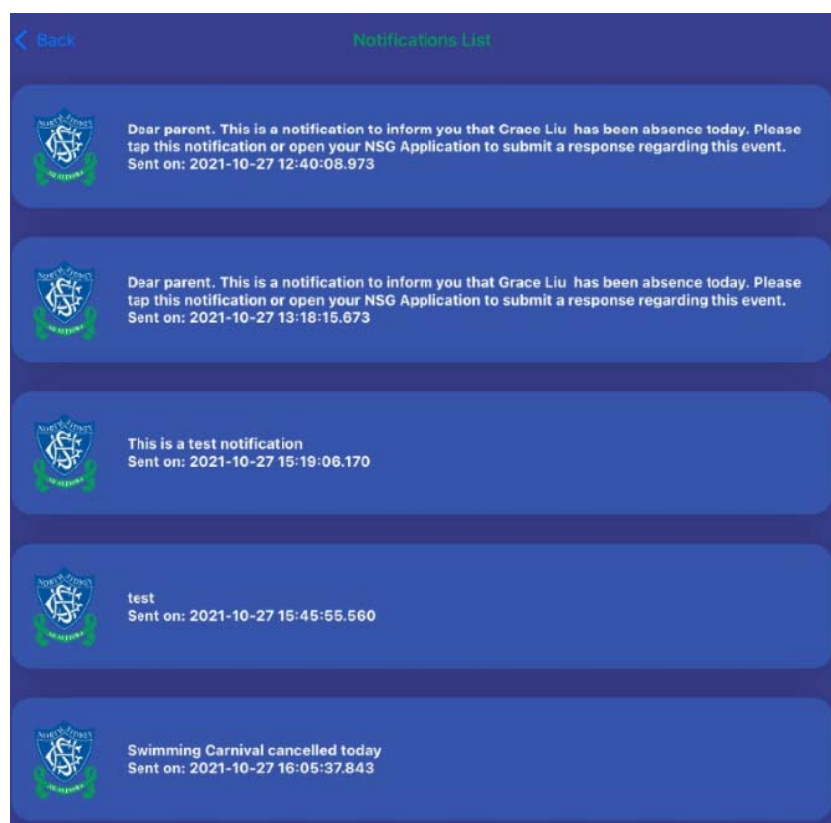 Back
Notifications List
Dear parent. This is a notification to inform you that Grace Liu has been absence today. Please
tap this notification or open your NSG Application to submit a response regarding this event.
Sent on: 2021-10-27 12:40:08.973
Dear parent. This is a notification to inform you that Grace Liu has been absence today. Please
tap this notification or open your NSG Application to submit a response regarding this event.
Sent on: 2021-10-27 13:18:15.673
This is a test notification
Sent on: 2021-10-27 15:19:06.170
test
Sent on: 2021-10-27 15:45:55.560
Swimming Carnival cancelled today
Sent on: 2021-10-27 16:05:37.843